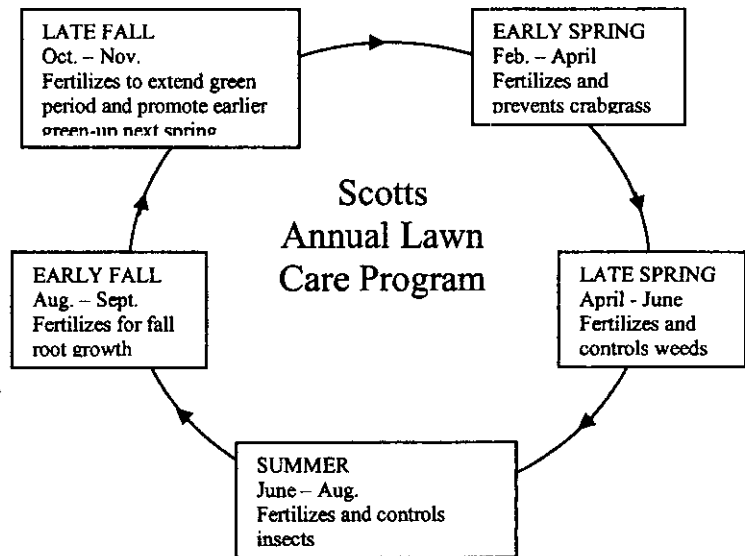 LATE FALL
Oct. – Nov.
Fertilizes to extend green
period and promote earlier
green-up next spring
EARLY SPRING
Feb. – April
Fertilizes and
prevents crabgrass
Scotts
Annual Lawn
Care Program
EARLY FALL
Aug. – Sept.
Fertilizes for fall
root growth
LATE SPRING
April - June
Fertilizes and
controls weeds
SUMMER
June – Aug.
Fertilizes and controls
insects